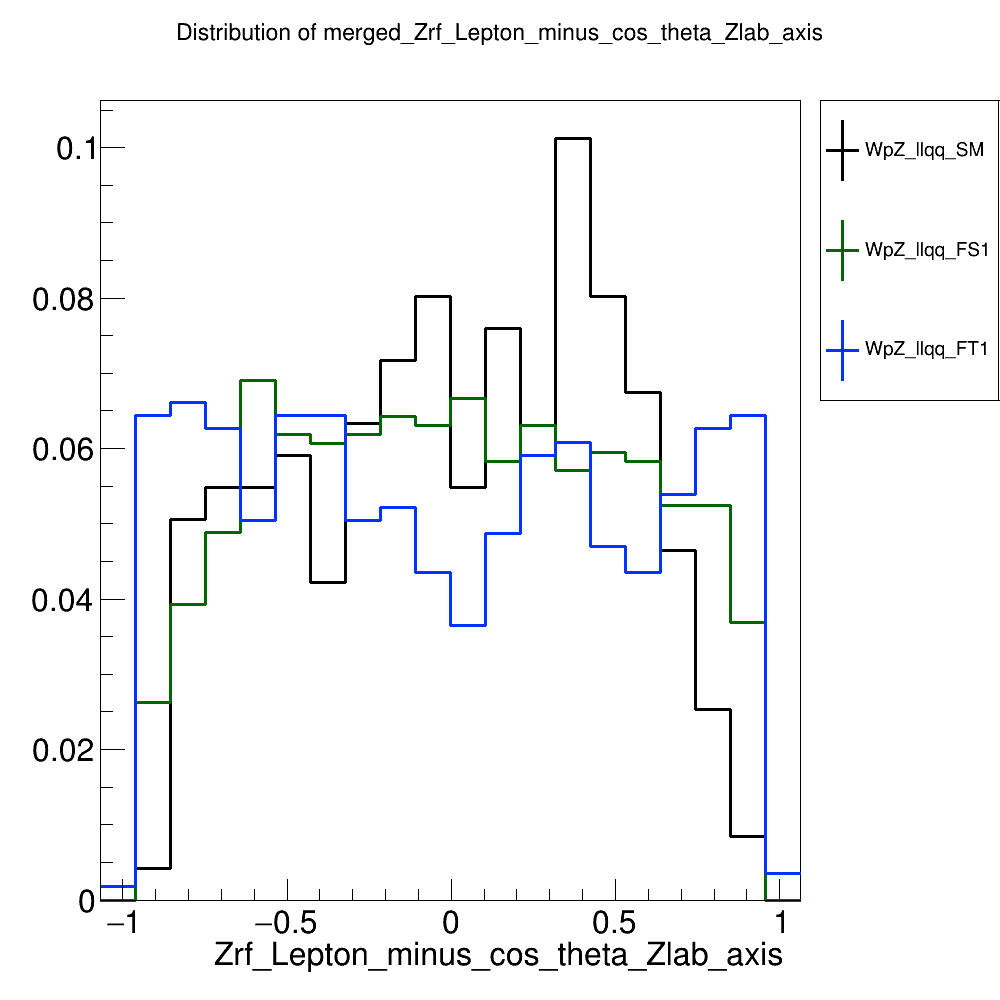 Distribution of merged_Zrf_Lepton_minus_cos_theta_Zlab_axis
0.1
0.08
0.06
0.04
0.02
0
−1
−0.5
0
0.5
1
Zrf_Lepton_minus_cos_theta_Zlab_axis
WpZ_llqq_SM
WpZ_llqq_FS1
WpZ_llqq_FT1